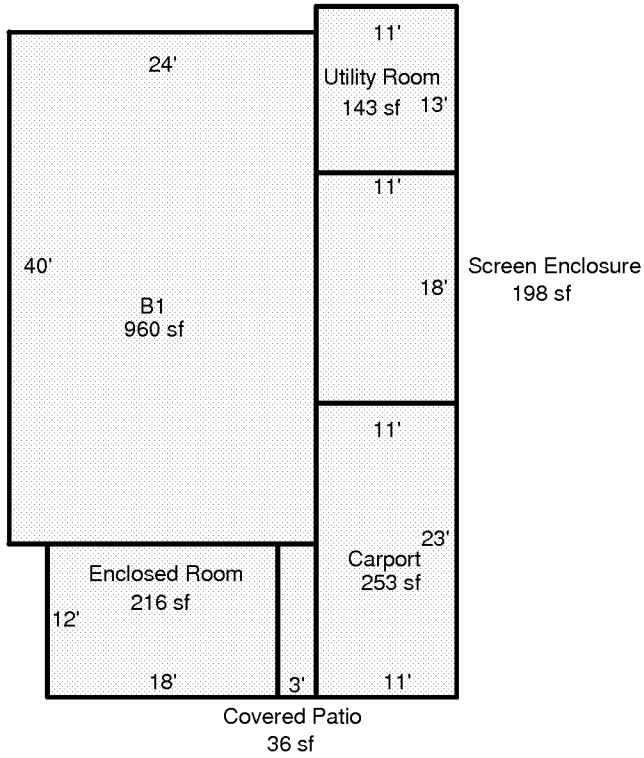 11'
24'
Utility Room
143 sf
13'
11'
40'
18'
Screen Enclosure
198 sf
B1
960 sf
11'
23'
Carport
253 sf
Enclosed Room
216 sf
12'
18'
3'
11'
Covered Patio
36 sf